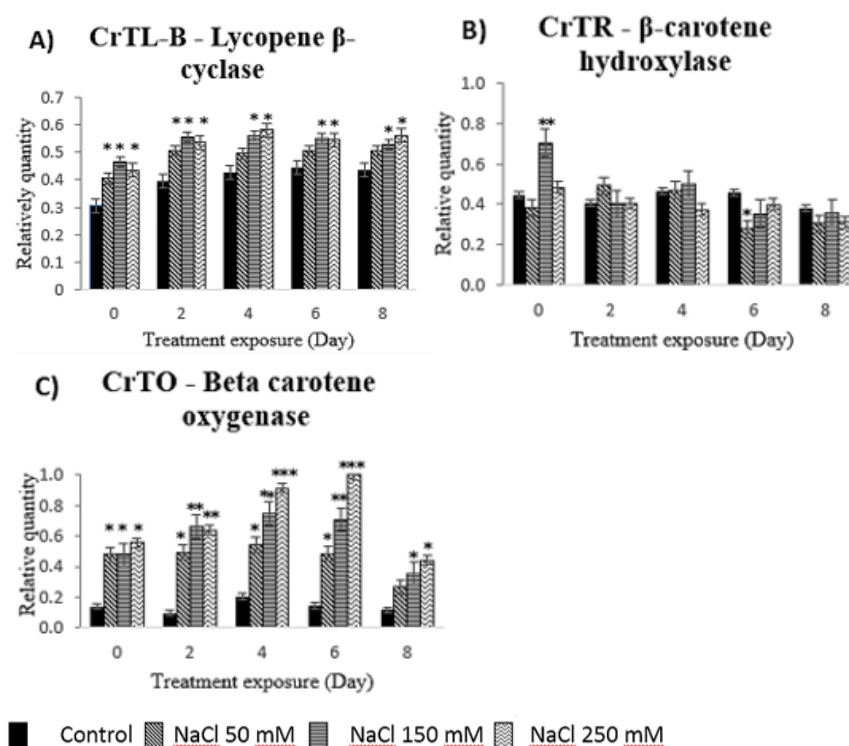 A)
CrTL-B - Lycopene β-
cyclase
Relatively quantity
0.7
0.6
0.5
0.4
0.3
0.2
0.1
0
* * *
* * *
* *
* *
* *
0 2 4 6 8
Treatment exposure (Day)
B)
CrTR - β-carotene
hydroxylase
Relative quantity
1.0
0.8
0.6
0.4
0.2
0.0
**
*
0 2 4 6 8
Treatment exposure (Day)
C)
CrTO - Beta carotene
oxygenase
Relative quantity
1.0
0.8
0.6
0.4
0.2
0.0
* * *
* ** **
* ** ***
* ** ***
* *
0 2 4 6 8
Treatment exposure (Day)
Control NaCl 50 mM NaCl 150 mM NaCl 250 mM